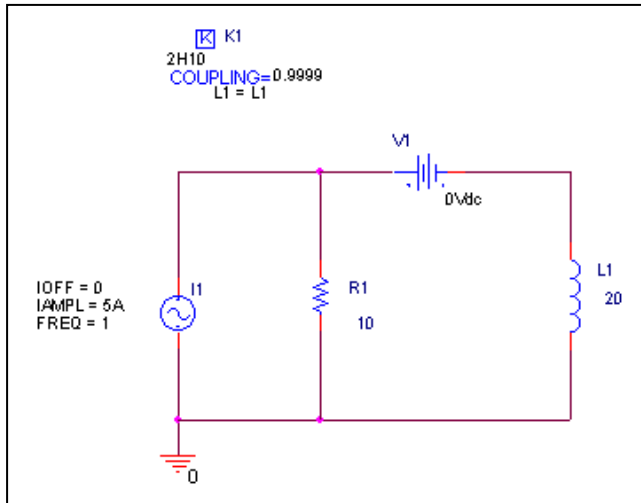 K K1
2H10
COUPLING=0.9999
L1 = L1
V1
0Vdc
IOFF = 0
IAMPL = 5A
FREQ = 1
I1
R1
10
L1
20
0